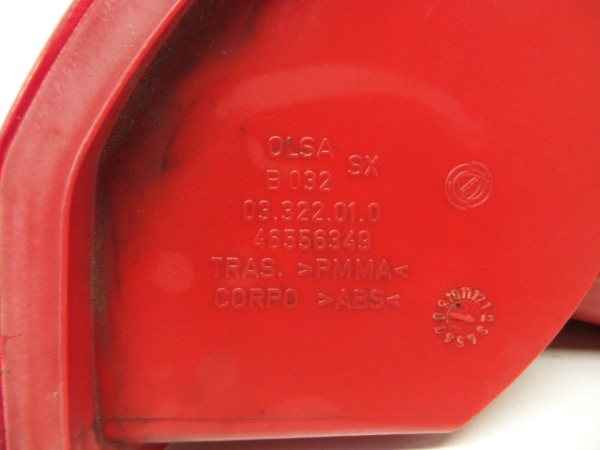 OLSA SX
B 032
03.322.01.0
46556349
TRAS. >PMMA<
CORPO >ABS<